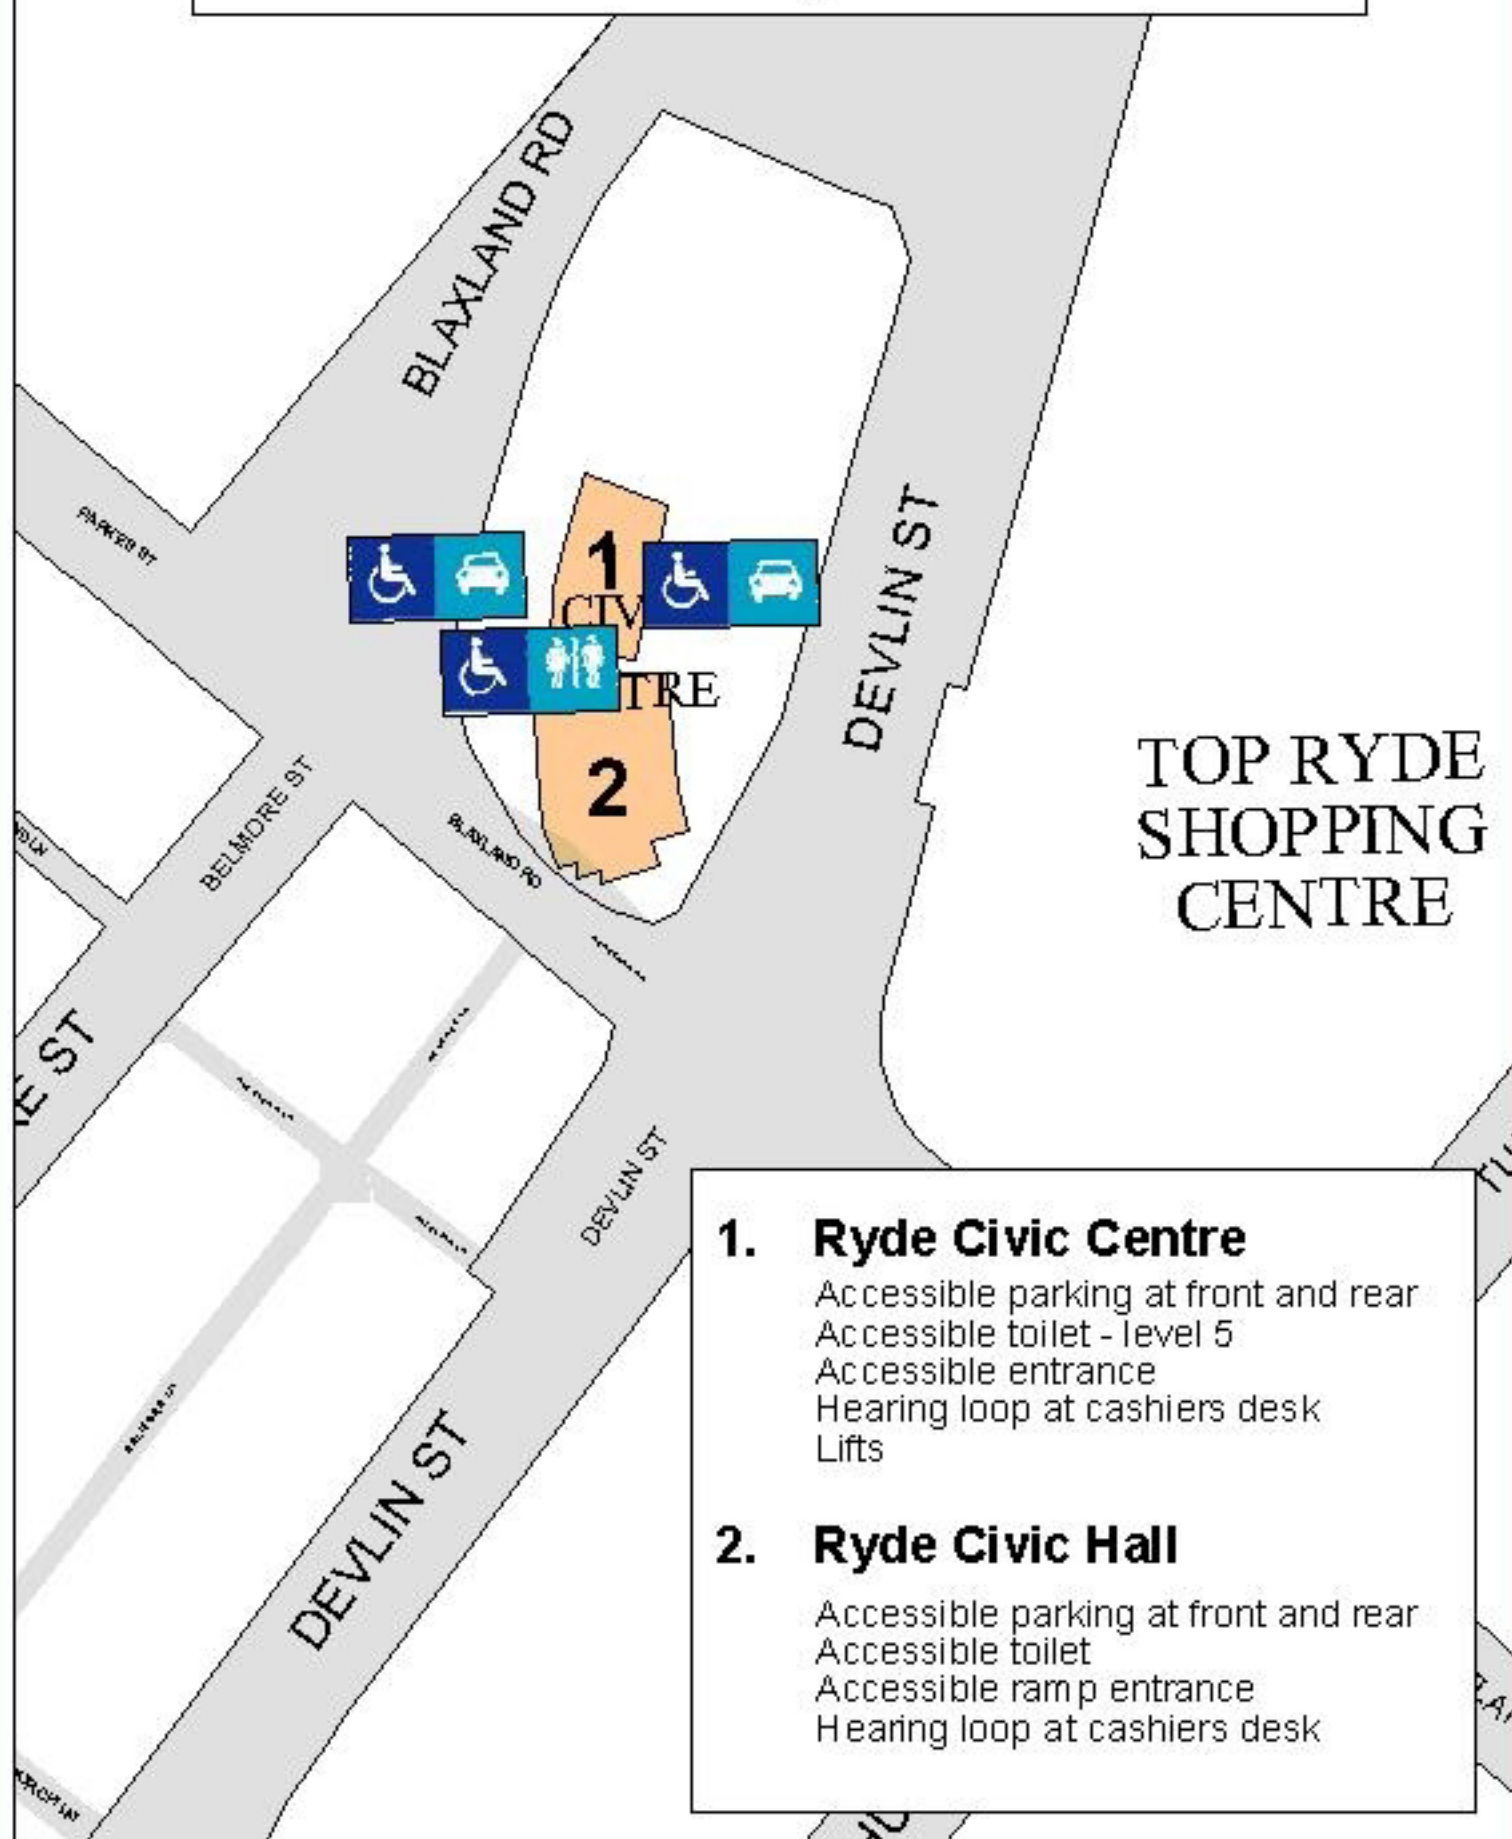 BLAXLAND RD
PARKES ST
1
CIV
TRE
2
DEVLIN ST
BELMORE ST
BLAXLAND RD
TOP RYDE
SHOPPING
CENTRE
E ST
DEVLIN ST
DEVLIN ST
1. Ryde Civic Centre
Accessible parking at front and rear
Accessible toilet - level 5
Accessible entrance
Hearing loop at cashiers desk
Lifts
2. Ryde Civic Hall
Accessible parking at front and rear
Accessible toilet
Accessible ramp entrance
Hearing loop at cashiers desk